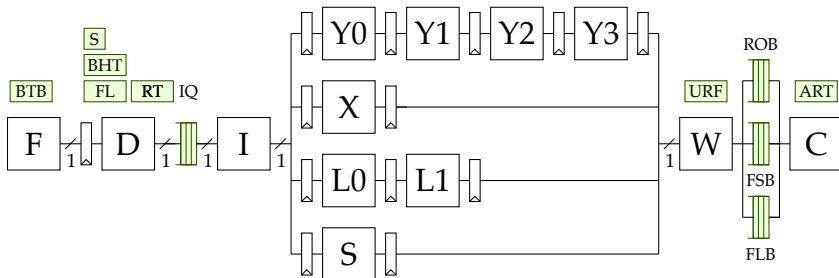 Y0 Y1 Y2 Y3
S
BHT
ROB
BTB FL RT IQ URF ART
X
F D I W C
1 1 1 1 1
L0 L1
FSB
FLB
S